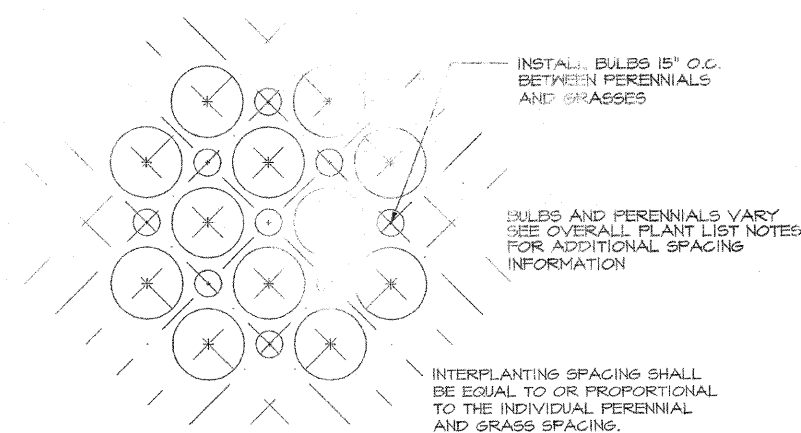 INSTALL BULBS 15" O.C.
BETWEEN PERENNIALS
AND GRASSES
BULBS AND PERENNIALS VARY
SEE OVERALL PLANT LIST NOTES
FOR ADDITIONAL SPACING
INFORMATION
INTERPLANTING SPACING SHALL
BE EQUAL TO OR PROPORTIONAL
TO THE INDIVIDUAL PERENNIAL
AND GRASS SPACING.